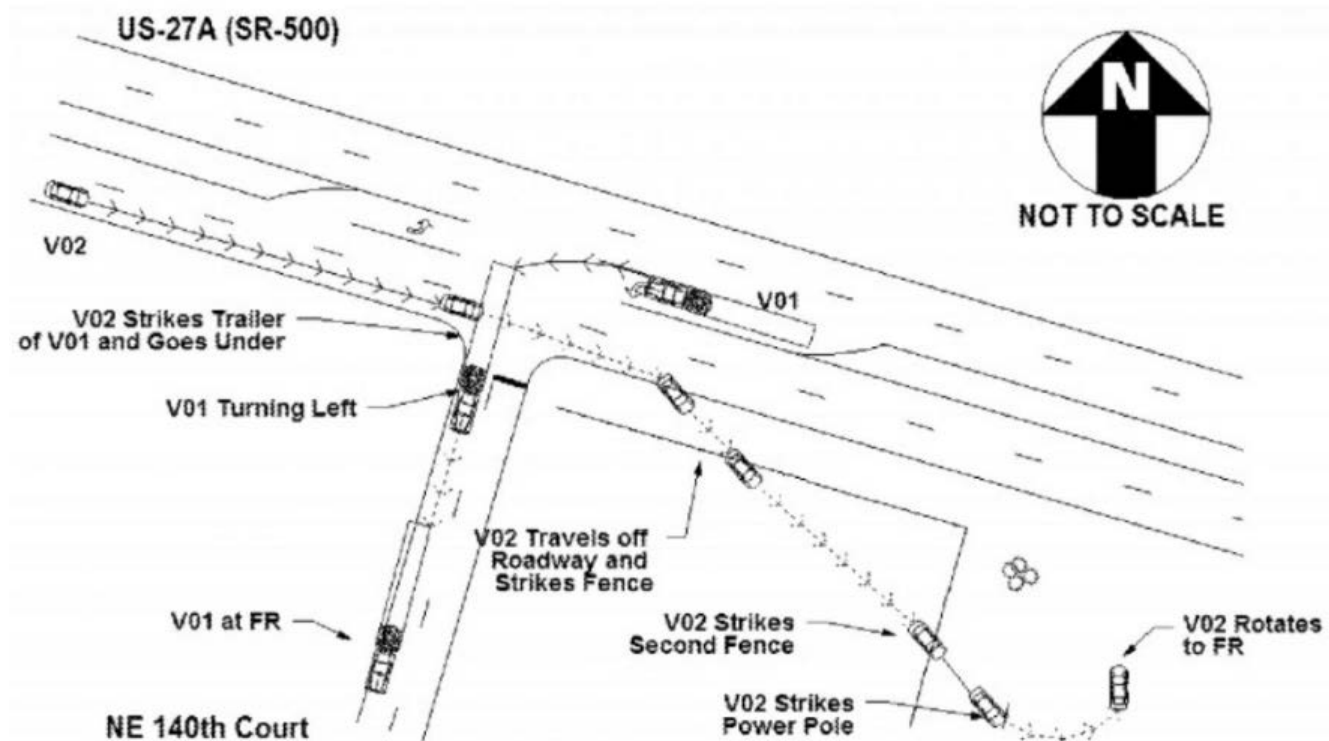 US-27A (SR-500)
N
NOT TO SCALE
V02
V01
V02 Strikes Trailer
of V01 and Goes Under
V01 Turning Left
V02 Travels off
Roadway and
Strikes Fence
V01 at FR
V02 Strikes
Second Fence
V02 Rotates
to FR
V02 Strikes
Power Pole
NE 140th Court